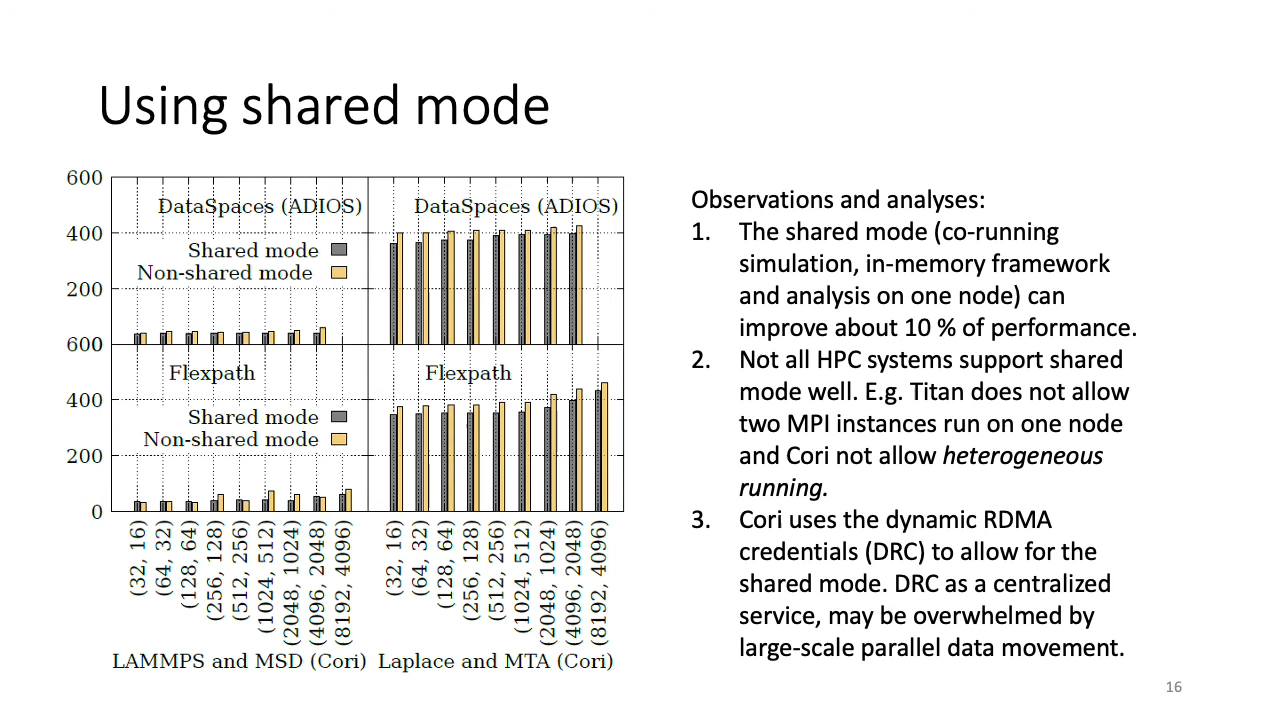 Using shared mode
600
400
200
600
400
200
0
DataSpaces (ADIOS)
Shared mode
Non-shared mode
DataSpaces (ADIOS)
Flexpath
Shared mode
Non-shared mode
Flexpath
(32, 16)
(64, 32)
(128, 64)
(256, 128)
(512, 256)
(1024, 512)
(2048, 1024)
(4096, 2048)
(8192, 4096)
(32, 16)
(64, 32)
(128, 64)
(256, 128)
(512, 256)
(1024, 512)
(2048, 1024)
(4096, 2048)
(8192, 4096)
LAMMPS and MSD (Cori)
Laplace and MTA (Cori)
Observations and analyses:
1. The shared mode (co-running
simulation, in-memory framework
and analysis on one node) can
improve about 10 % of performance.
2. Not all HPC systems support shared
mode well. E.g. Titan does not allow
two MPI instances run on one node
and Cori not allow heterogeneous
running.
3. Cori uses the dynamic RDMA
credentials (DRC) to allow for the
shared mode. DRC as a centralized
service, may be overwhelmed by
large-scale parallel data movement.
16